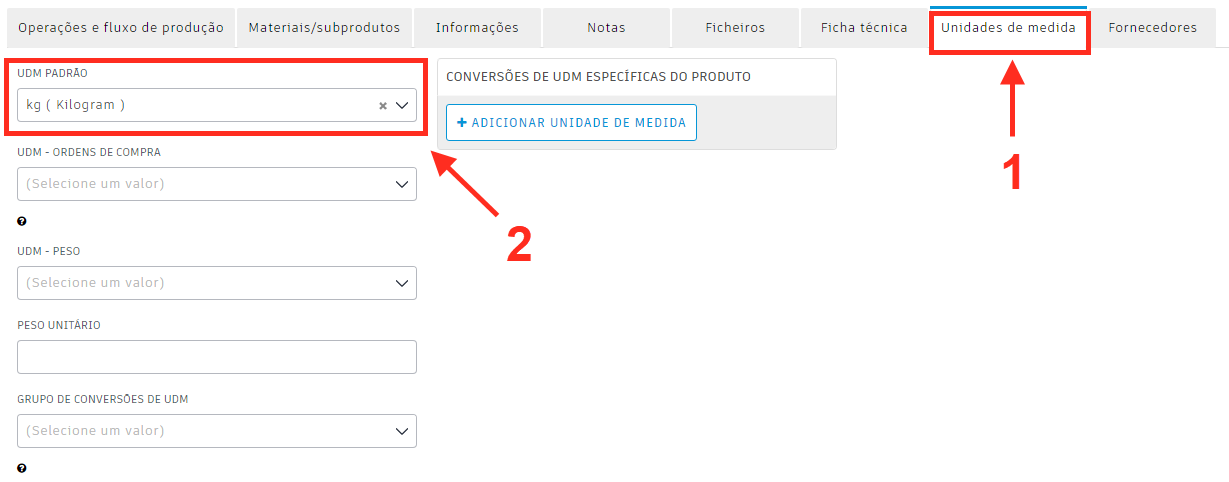 Operações e fluxo de produção
Materiais/subprodutos
Informações
Notas
Ficheiros
Ficha técnica
Unidades de medida
Fornecedores
UDM PADRÃO
kg ( Kilogram )
CONVERSÕES DE UDM ESPECÍFICAS DO PRODUTO
+ ADICIONAR UNIDADE DE MEDIDA
1
2
UDM - ORDENS DE COMPRA
(Selecione um valor)
UDM - PESO
(Selecione um valor)
PESO UNITÁRIO
GRUPO DE CONVERSÕES DE UDM
(Selecione um valor)